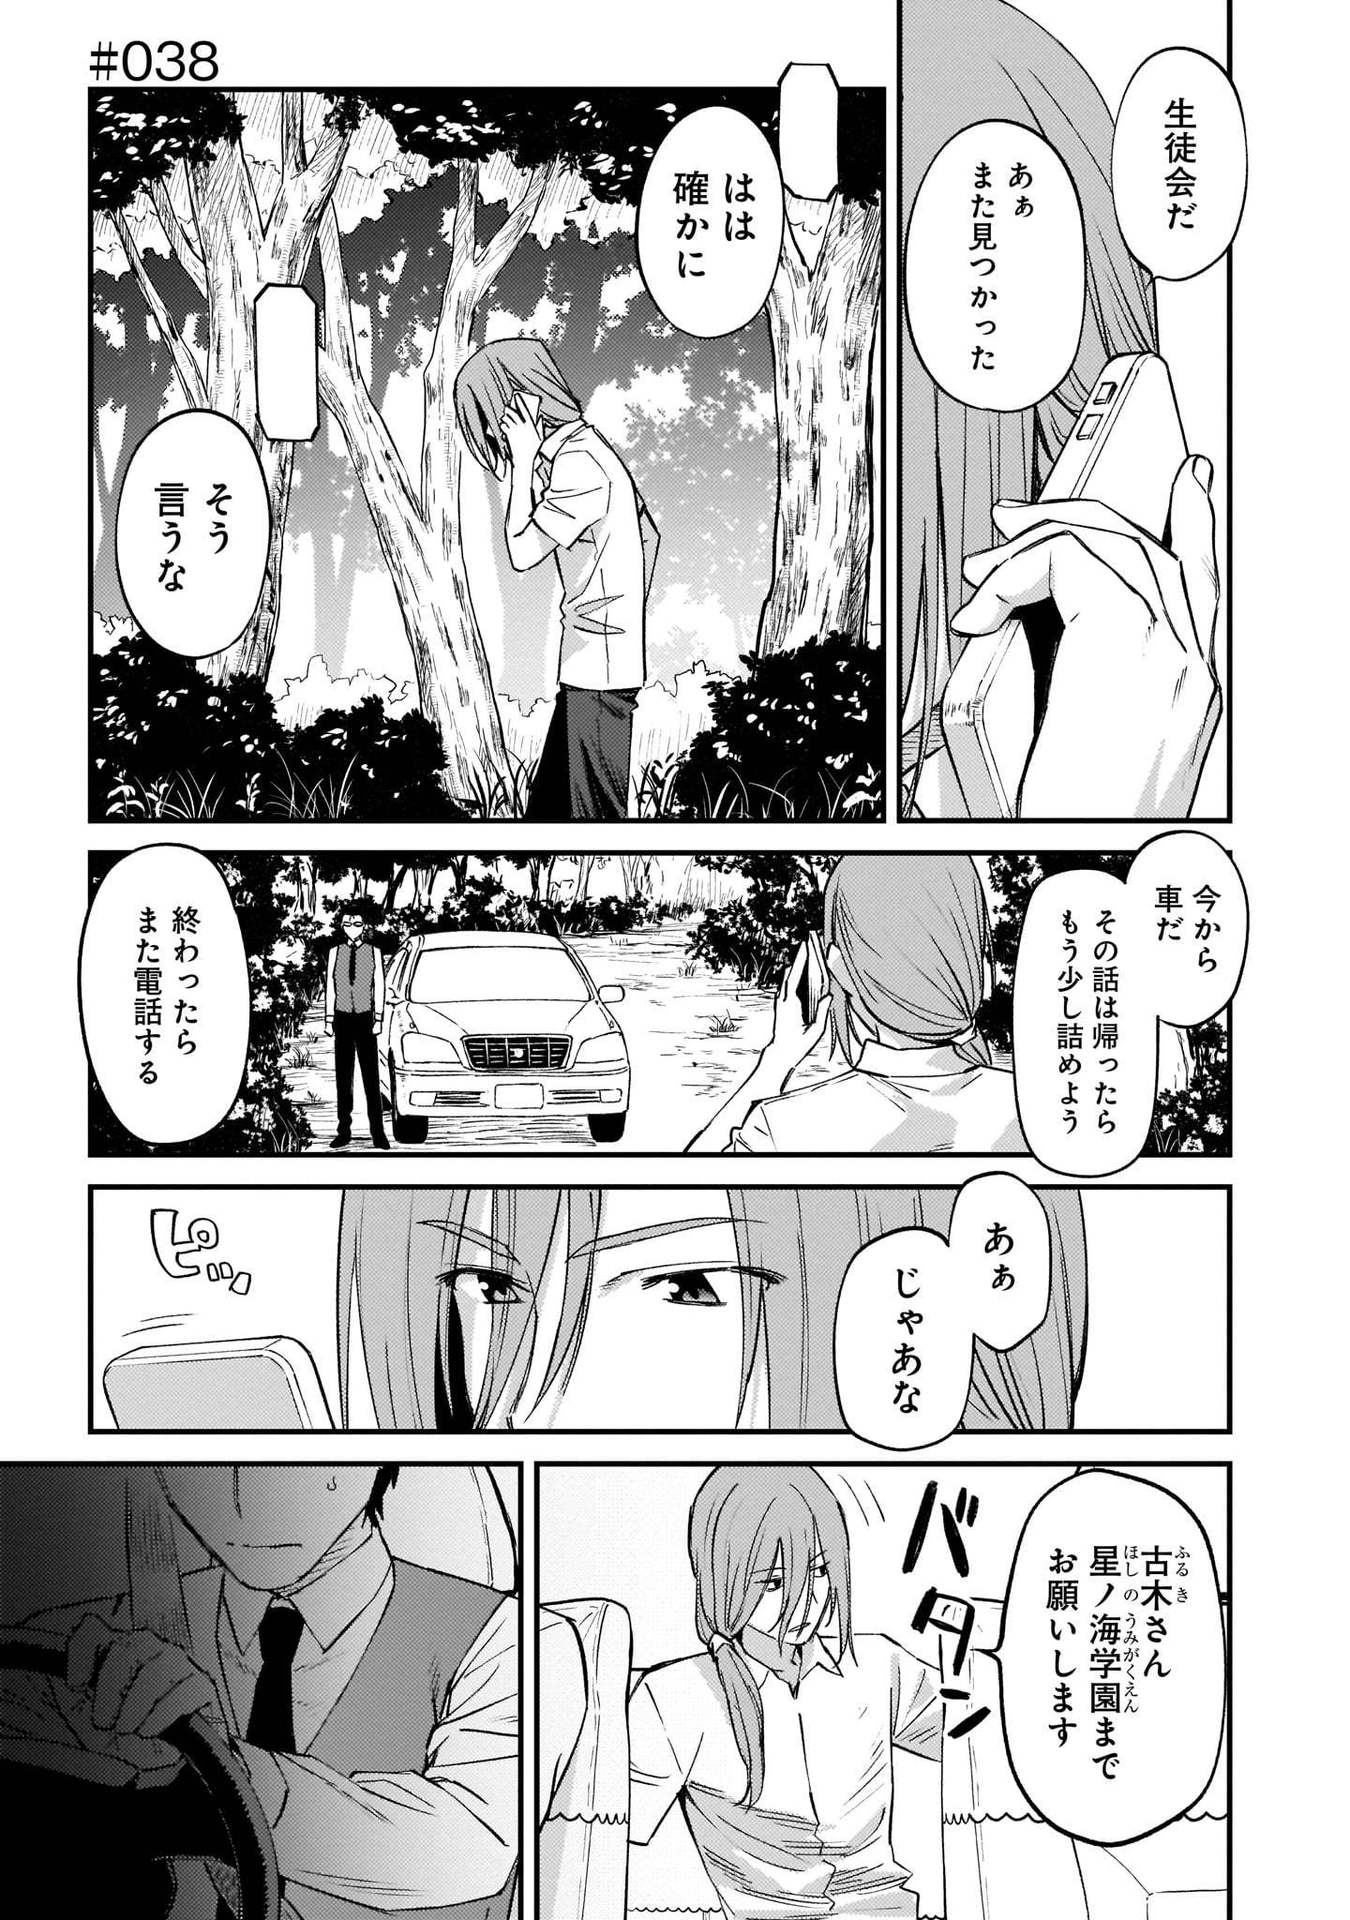 #038
生徒会だ
あぁ
また見つかった
はは
確かに
そう
言うな
今から
車だ
その話は帰ったら
もう少し詰めよう
終わったら
また電話する
あぁ
じゃあな
ピッ
古木さん
ふるき
星ノ海学園まで
ほしのうみがくえん
お願いします
バタン